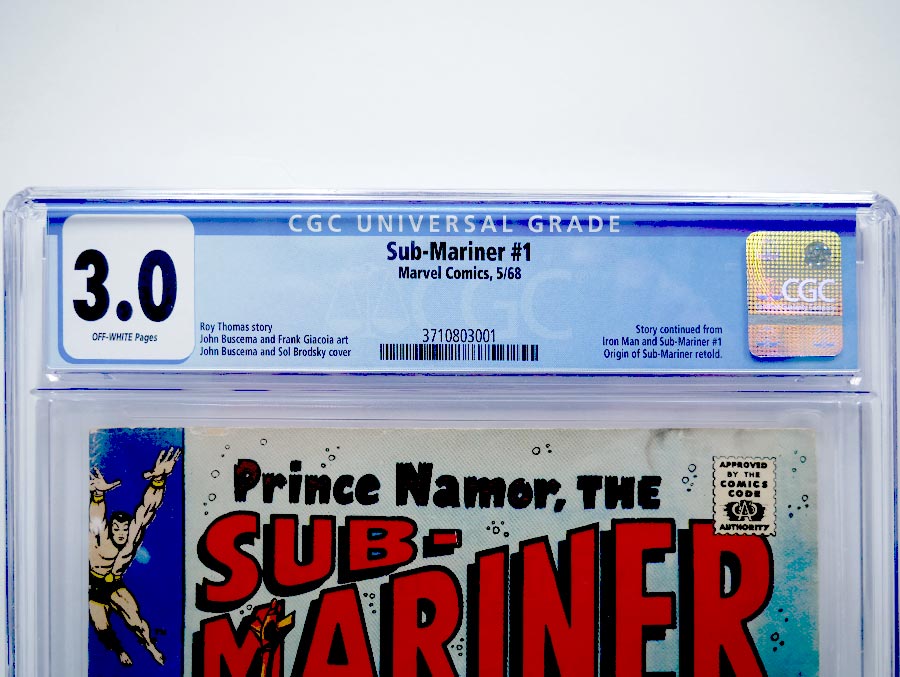 CGC UNIVERSAL GRADE
3.0
OFF-WHITE Pages
Sub-Mariner #1
Marvel Comics, 5/68
CGC
Roy Thomas story
John Buscema and Frank Giacoia art
John Buscema and Sol Brodsky cover
3710803001
Story continued from
Iron Man and Sub-Mariner #1
Origin of Sub-Mariner retold.
CGC
Prince Namor, THE
SUB-
MARINER
APPROVED
BY THE
COMICS
CODE
CA
AUTHORITY